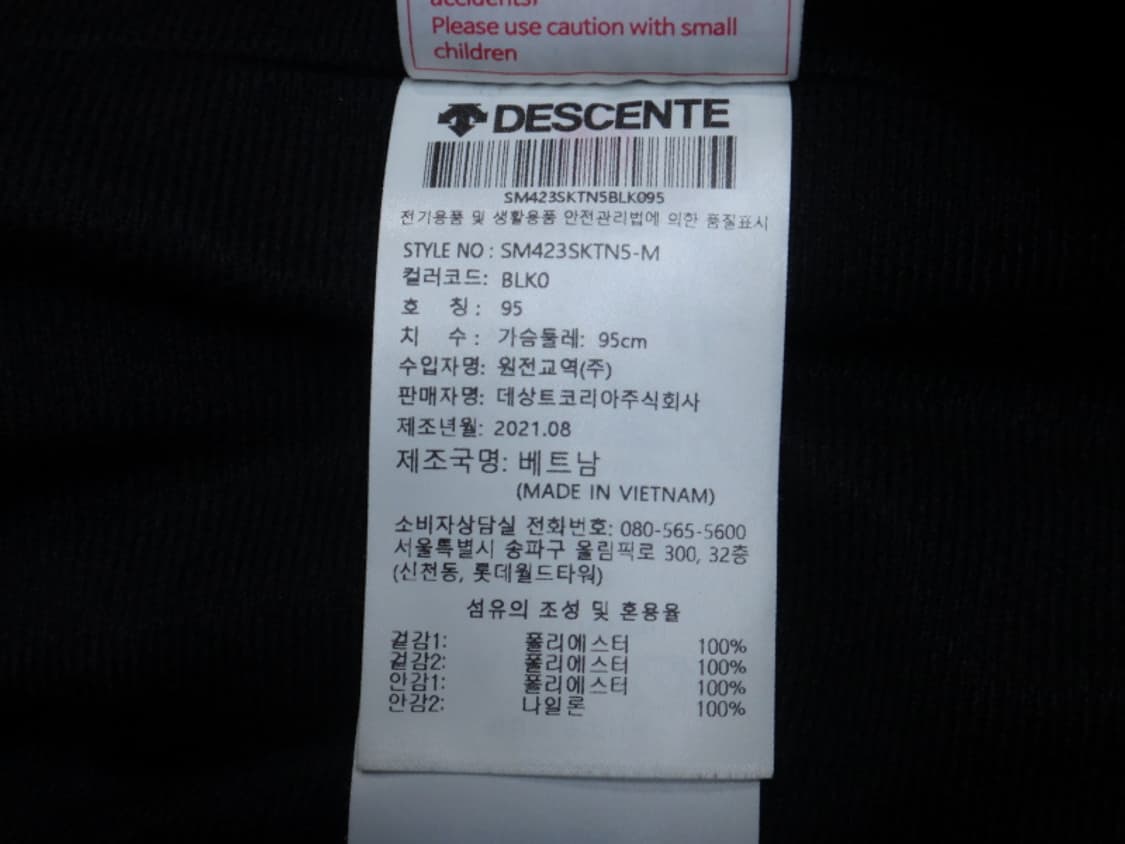 accidents!
Please use caution with small
children
DESCENTE
SM423SKTN5BLK095
전기용품 및 생활용품 안전관리법에 의한 품질표시
STYLE NO : SM423SKTN5-M
컬러코드: BLK0
호 칭 : 95
치 수 : 가슴둘레: 95cm
수입자명: 원전교역(주)
판매자명: 데상트코리아주식회사
제조년월: 2021.08
제조국명: 베트남
(MADE IN VIETNAM)
소비자상담실 전화번호: 080-565-5600
서울특별시 송파구 올림픽로 300, 32층
(신천동, 롯데월드타워)
섬유의 조성 및 혼용율
겉감1: 폴리에스터 100%
겉감2: 폴리에스터 100%
안감1: 폴리에스터 100%
안감2: 나일론 100%